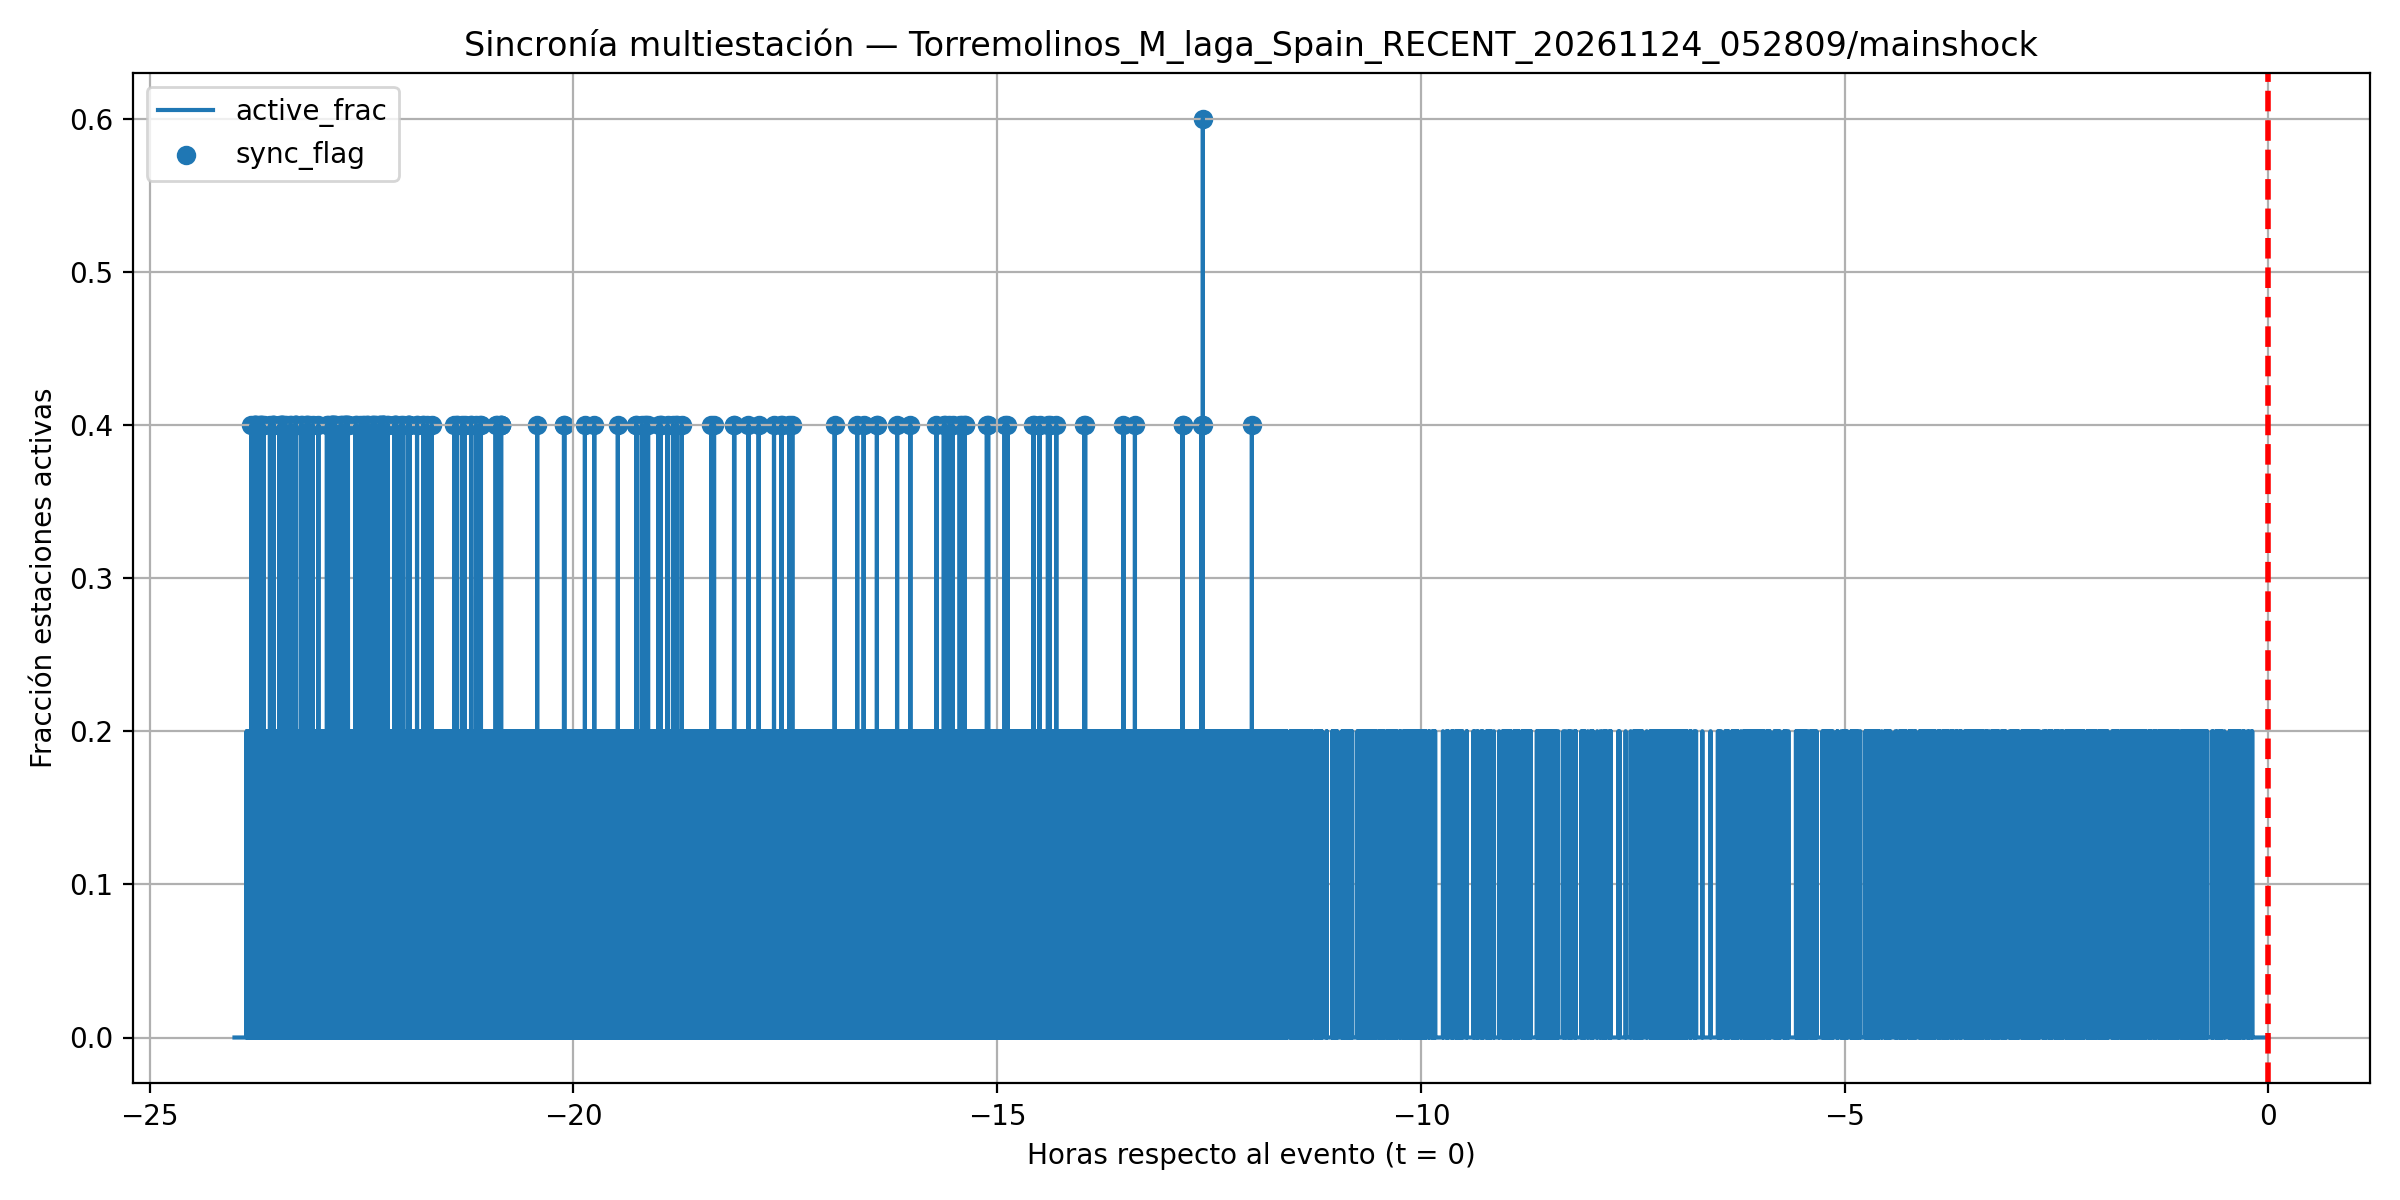 Sincronía multiestación — Torremolinos_M_laga_Spain_RECENT_20261124_052809/mainshock
active_frac
sync_flag
Fracción estaciones activas
0.6
0.5
0.4
0.3
0.2
0.1
0.0
−25 −20 −15 −10 −5 0
Horas respecto al evento (t = 0)